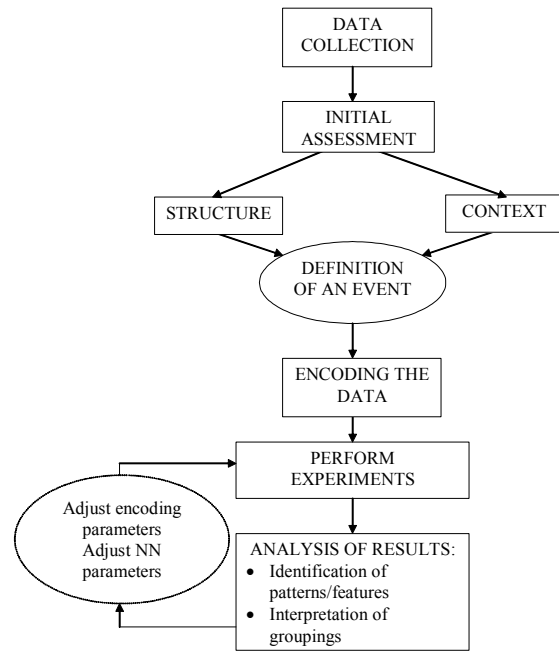 DATA
COLLECTION
INITIAL
ASSESSMENT
STRUCTURE
CONTEXT
DEFINITION
OF AN EVENT
ENCODING THE
DATA
PERFORM
EXPERIMENTS
Adjust encoding
parameters
Adjust NN
parameters
ANALYSIS OF RESULTS:
• Identification of
patterns/features
• Interpretation of
groupings